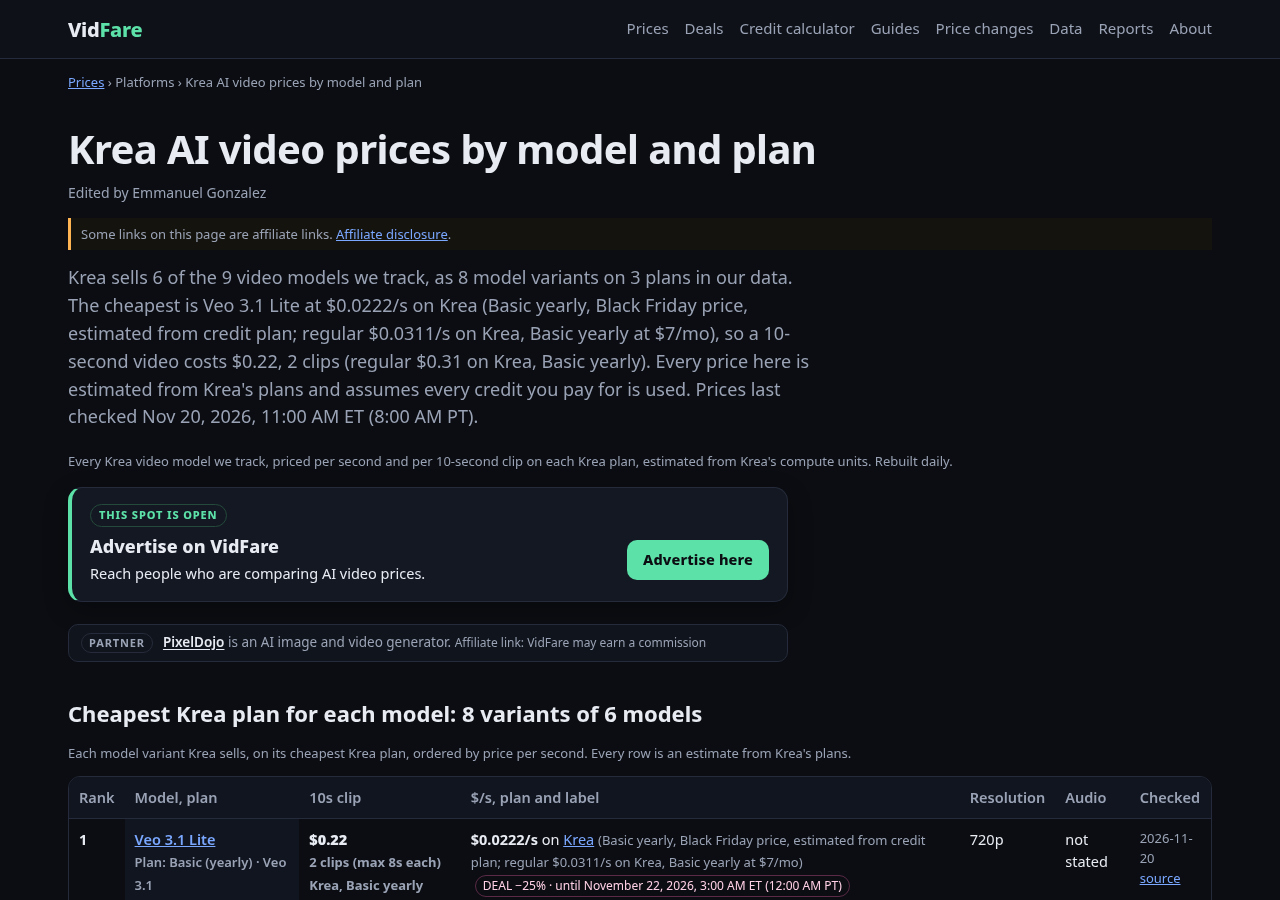 VidFare
Prices Deals Credit calculator Guides Price changes Data Reports About
Prices › Platforms › Krea AI video prices by model and plan
Krea AI video prices by model and plan
Edited by Emmanuel Gonzalez
Some links on this page are affiliate links. Affiliate disclosure.
Krea sells 6 of the 9 video models we track, as 8 model variants on 3 plans in our data.
The cheapest is Veo 3.1 Lite at $0.0222/s on Krea (Basic yearly, Black Friday price,
estimated from credit plan; regular $0.0311/s on Krea, Basic yearly at $7/mo), so a 10-
second video costs $0.22, 2 clips (regular $0.31 on Krea, Basic yearly). Every price here is
estimated from Krea's plans and assumes every credit you pay for is used. Prices last
checked Nov 20, 2026, 11:00 AM ET (8:00 AM PT).
Every Krea video model we track, priced per second and per 10-second clip on each Krea plan, estimated from Krea's compute units. Rebuilt daily.
THIS SPOT IS OPEN
Advertise on VidFare
Reach people who are comparing AI video prices.
Advertise here
PARTNER PixelDojo is an AI image and video generator. Affiliate link: VidFare may earn a commission
Cheapest Krea plan for each model: 8 variants of 6 models
Each model variant Krea sells, on its cheapest Krea plan, ordered by price per second. Every row is an estimate from Krea's plans.
Rank Model, plan 10s clip $/s, plan and label Resolution Audio Checked
1 Veo 3.1 Lite $0.22 $0.0222/s on Krea (Basic yearly, Black Friday price, estimated from credit 720p not 2026-11-
Plan: Basic (yearly) · Veo 2 clips (max 8s each) plan; regular $0.0311/s on Krea, Basic yearly at $7/mo) stated 20
3.1 Krea, Basic yearly DEAL −25% · until November 22, 2026, 3:00 AM ET (12:00 AM PT) source